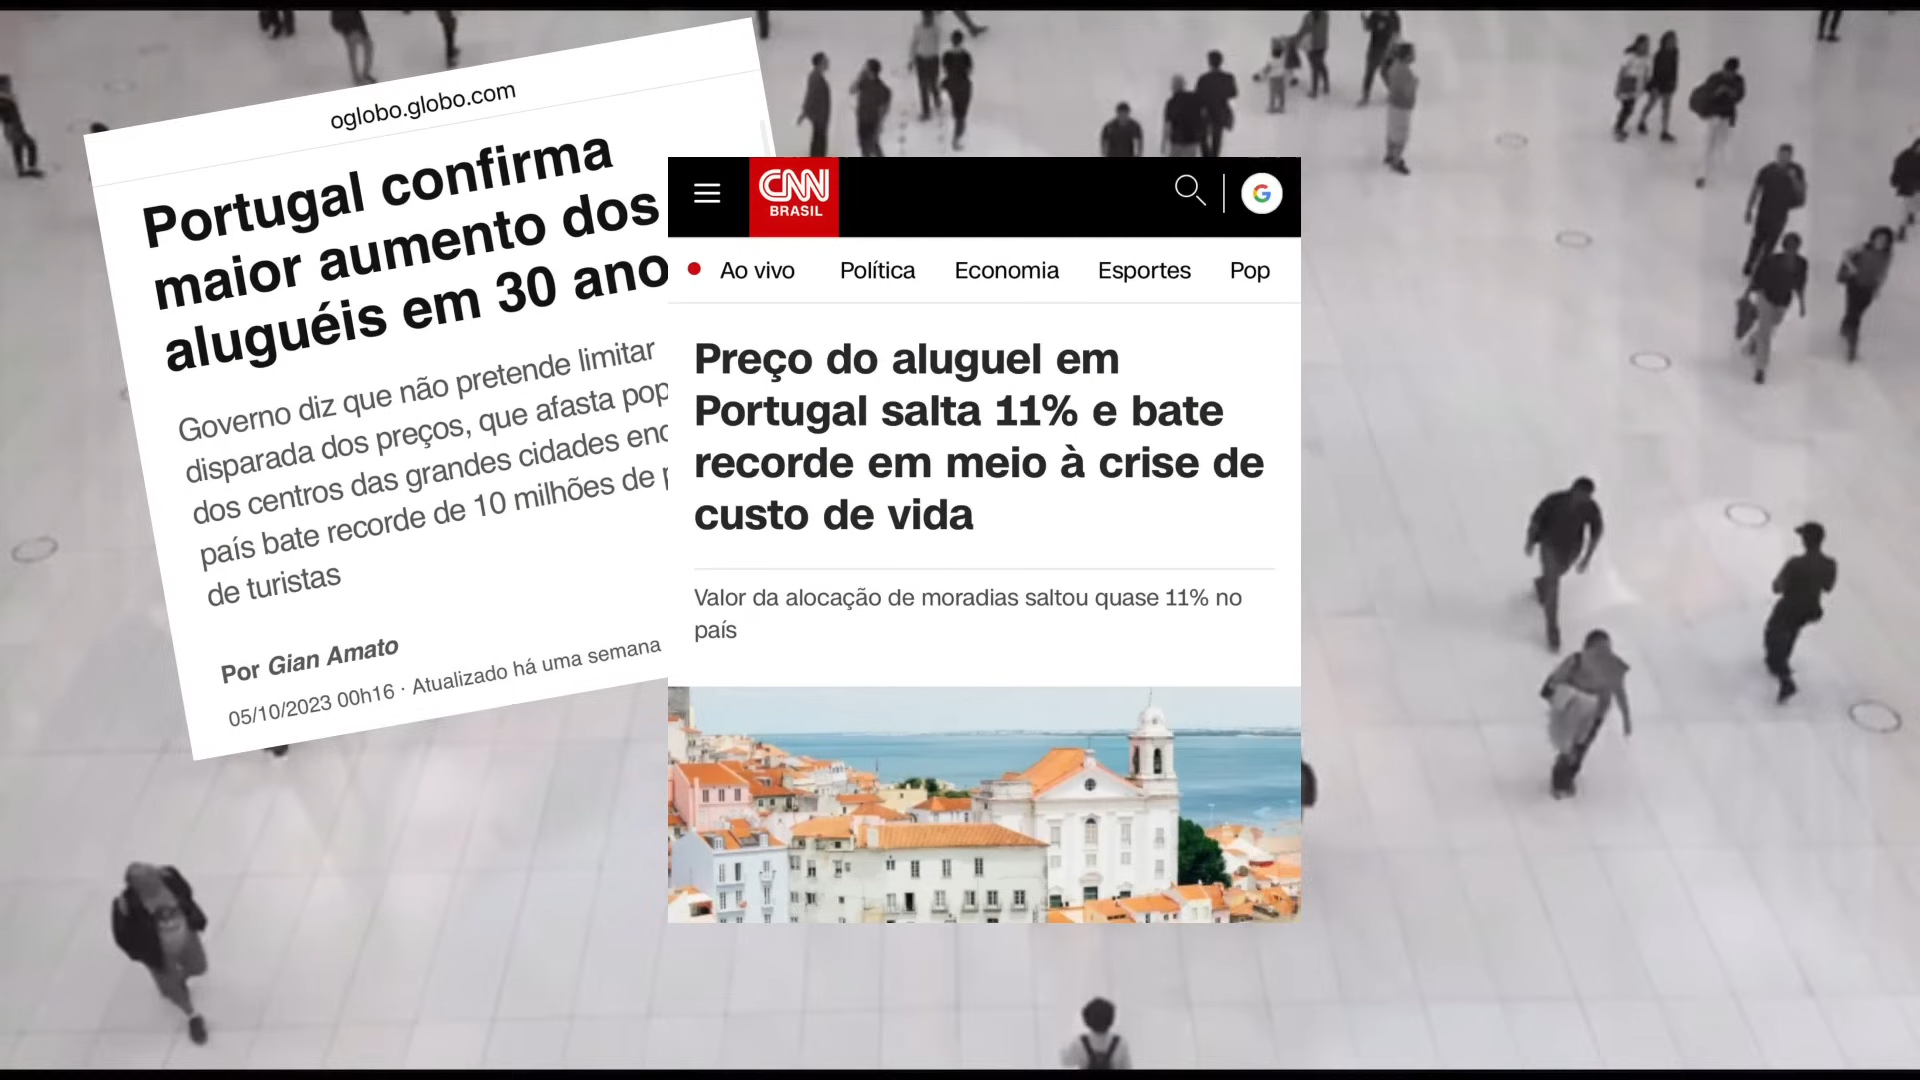 oglobo.globo.com
Portugal confirma
maior aumento dos
aluguéis em 30 ano
Governo diz que não pretende limitar
disparada dos preços, que afasta pop
dos centros das grandes cidades enq
país bate recorde de 10 milhões de
de turistas
Por Gian Amato
05/10/2023 00h16 · Atualizado há uma semana
CNN
BRASIL
G
Ao vivo Política Economia Esportes Pop
Preço do aluguel em
Portugal salta 11% e bate
recorde em meio à crise de
custo de vida
Valor da alocação de moradias saltou quase 11% no
país